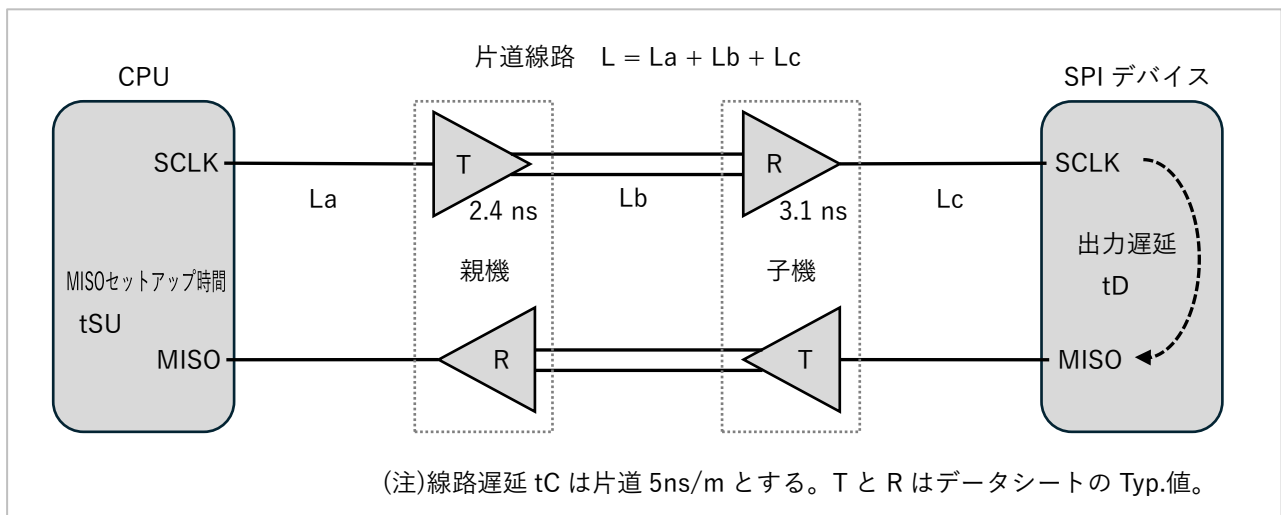 片道線路 L = La + Lb + Lc
CPU
SPI デバイス
SCLK
T
R
SCLK
La
2.4 ns
Lb
3.1 ns
Lc
MISOセットアップ時間
tSU
親機
子機
出力遅延
tD
MISO
R
T
MISO
(注)線路遅延 tC は片道 5ns/m とする。T と R はデータシートの Typ.値。